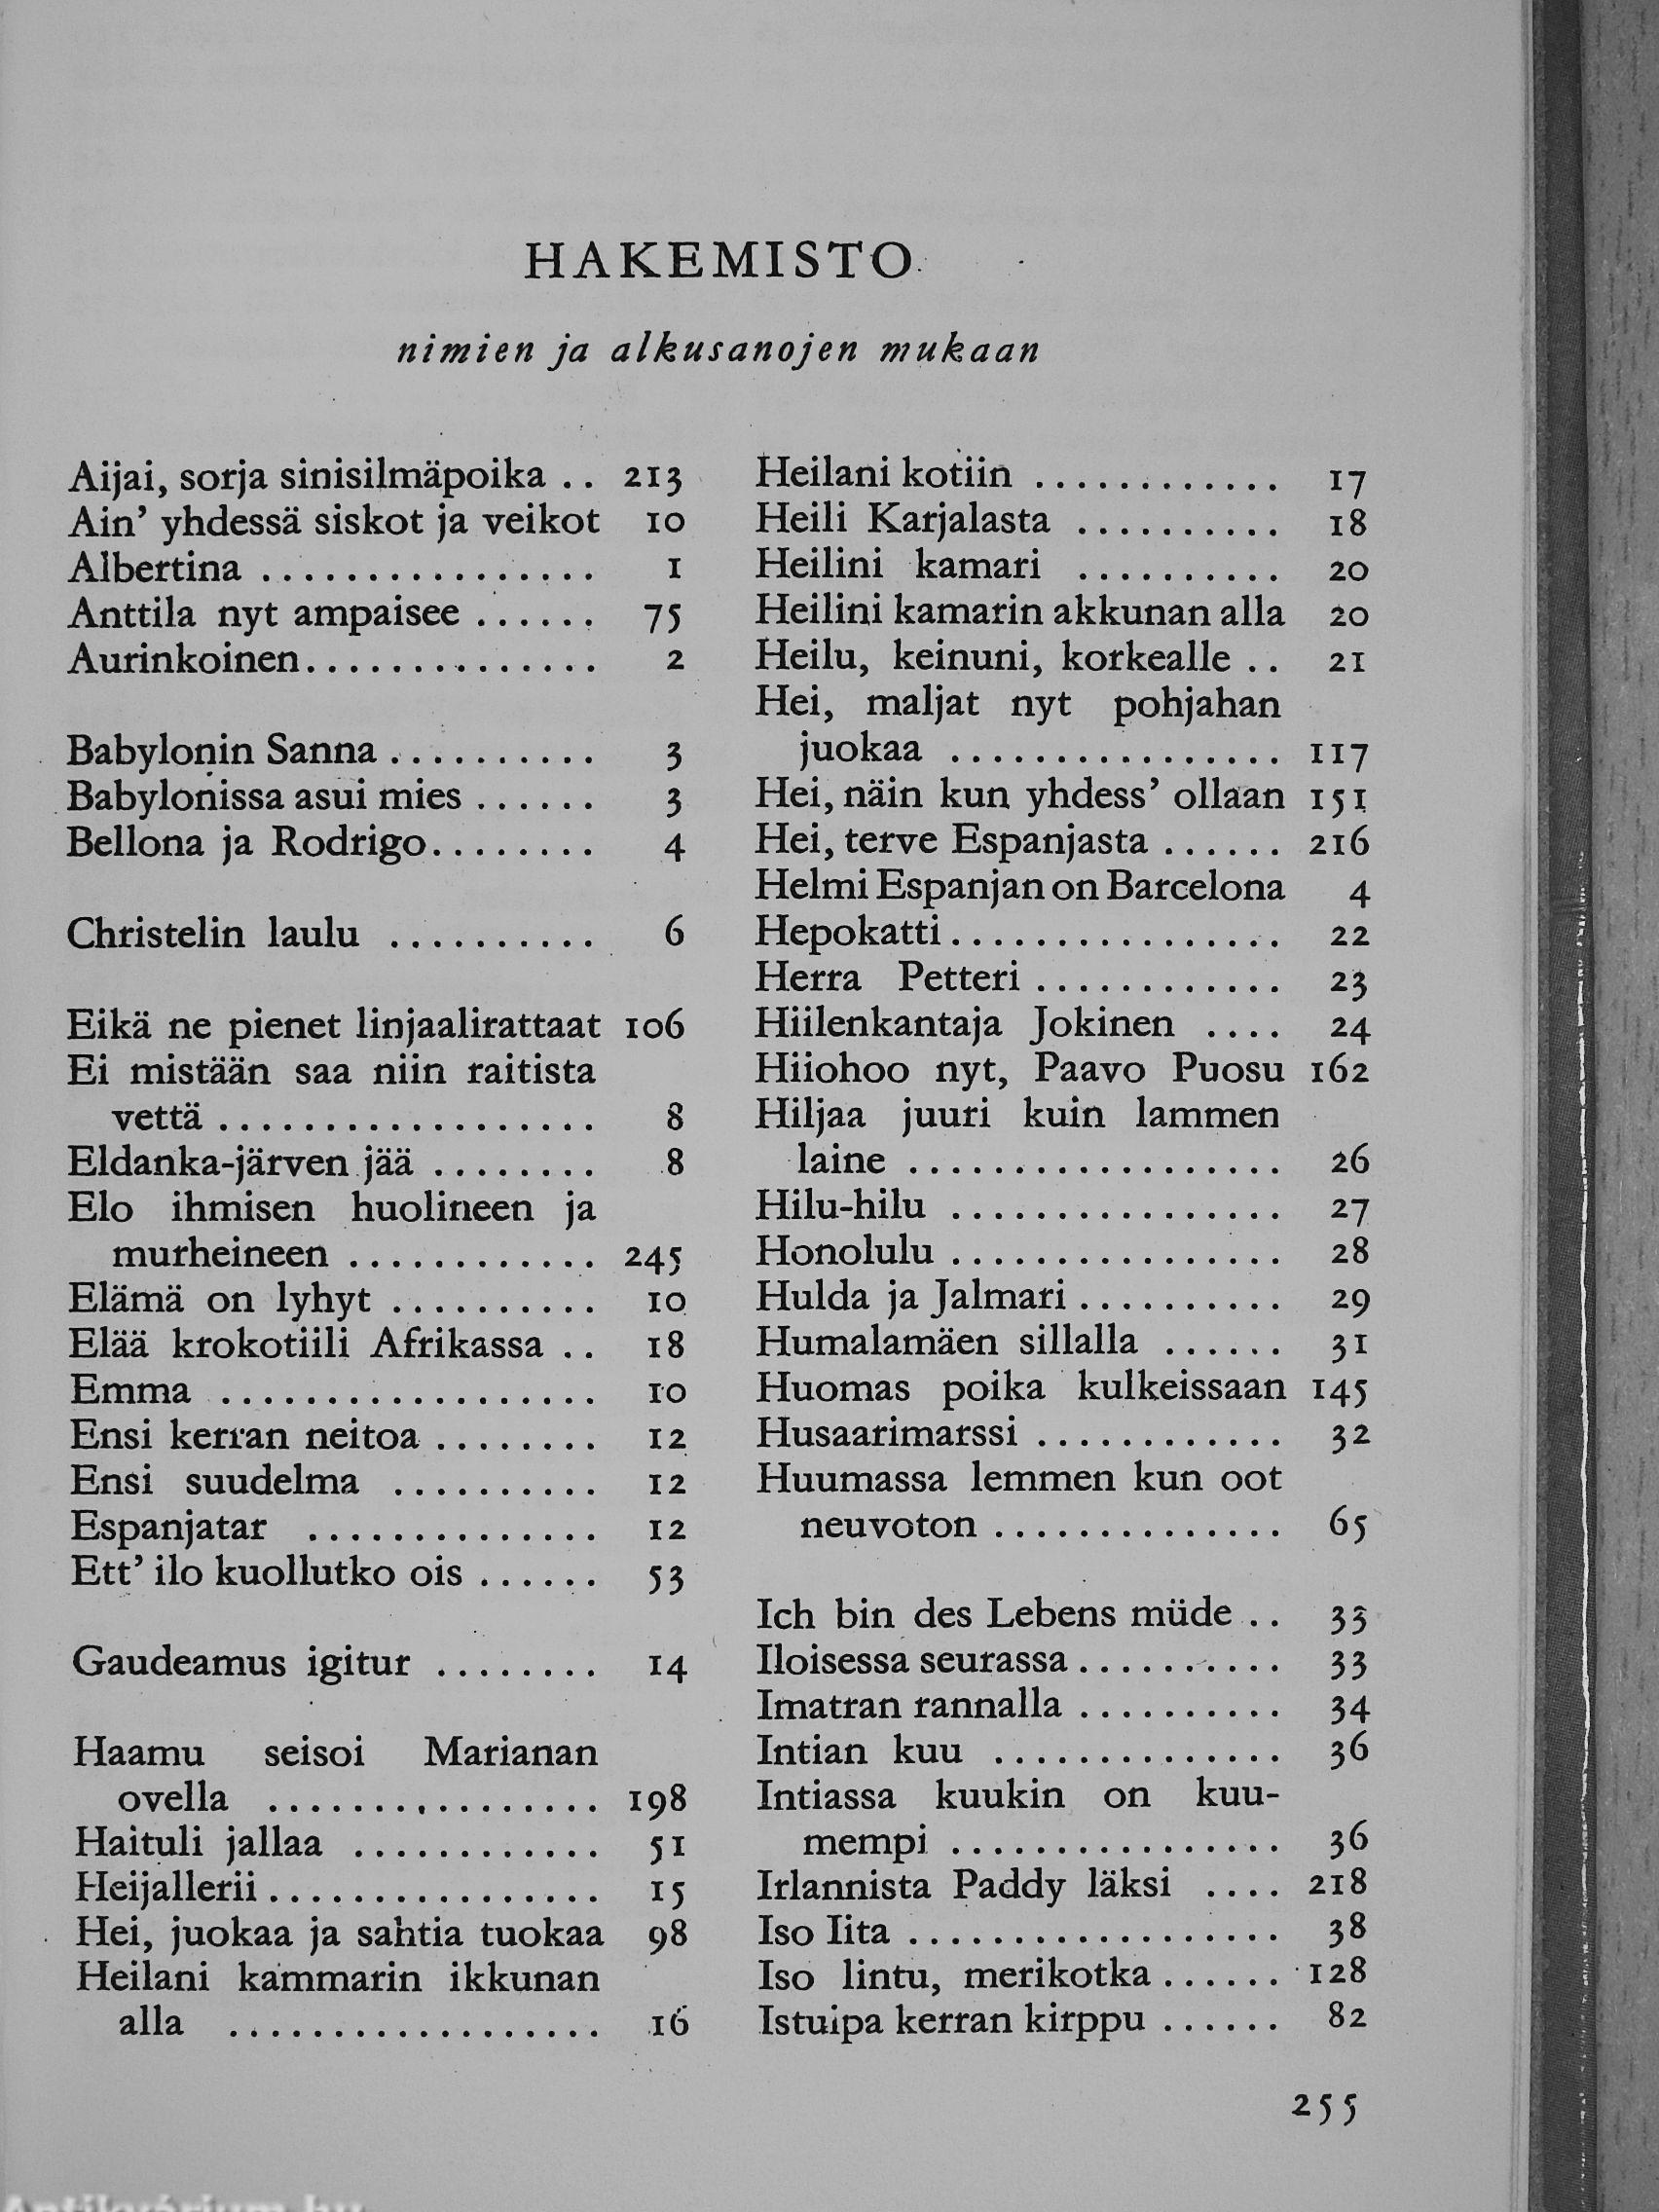 HAKEMISTO
nimien ja alkusanojen mukaan
Aijai, sorja sinisilmäpoika .. 213
Ain’ yhdessä siskot ja veikot 10
Albertina ................ 1
Anttila nyt ampaisee ...... 75
Aurinkoinen.............. 2
Babylonin Sanna .......... 3
Babylonissa asui mies ...... 3
Bellona ja Rodrigo........ 4
Christelin laulu .......... 6
Eikä ne pienet linjaalirattaat 106
Ei mistään saa niin raitista
vettä .................. 8
Eldanka-järven jää ........ 8
Elo ihmisen huolineen ja
murheineen ............ 245
Elämä on lyhyt .......... 10
Elää krokotiili Afrikassa .. 18
Emma .................. 10
Ensi kerran neitoa ........ 12
Ensi suudelma .......... 12
Espanjatar .............. 12
Ett’ ilo kuollutko ois ...... 53
Gaudeamus igitur ........ 14
Haamu seisoi Marianan
ovella ................ 198
Haituli jallaa ............ 51
Heijallerii................ 15
Hei, juokaa ja sahtia tuokaa 98
Heilani kammarin ikkunan
alla .................. 16
Heilani kotiin ............ 17
Heili Karjalasta .......... 18
Heilini kamari .......... 20
Heilini kamarin akkunan alla 20
Heilu, keinuni, korkealle .. 21
Hei, maljat nyt pohjahan
juokaa ................ 117
Hei, näin kun yhdess’ ollaan 151
Hei, terve Espanjasta ...... 216
Helmi Espanjan on Barcelona 4
Hepokatti................ 22
Herra Petteri ............ 23
Hiilenkantaja Jokinen .... 24
Hiiohoo nyt, Paavo Puosu 162
Hiljaa juuri kuin lammen
laine .................. 26
Hilu-hilu ................ 27
Honolulu ................ 28
Hulda ja Jalmari.......... 29
Humalamäen sillalla ...... 31
Huomas poika kulkeissaan 145
Husaarimarssi ............ 32
Huumassa lemmen kun oot
neuvoton .............. 65
Ich bin des Lebens müde .. 33
Iloisessa seurassa.......... 33
Imatran rannalla .......... 34
Intian kuu .............. 36
Intiassa kuukin on kuu-
mempi ................ 36
Irlannista Paddy läksi .... 218
Iso Iita .................. 38
Iso lintu, merikotka ...... 128
Istuipa kerran kirppu ...... 82
255